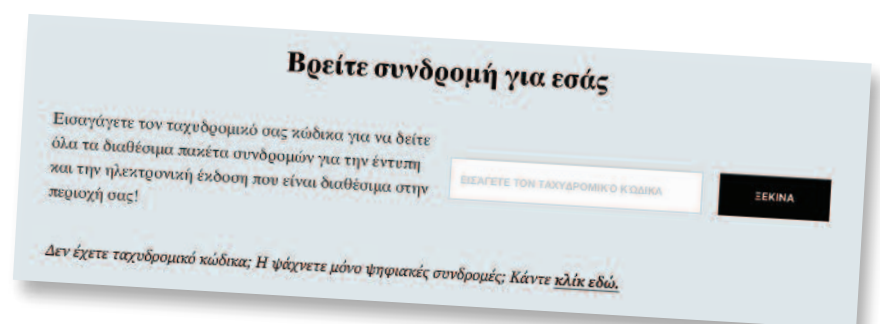 Βρείτε συνδρομή για εσάς
Εισαγάγετε τον ταχυδρομικό σας κώδικα για να δείτε
όλα τα διαθέσιμα πακέτα συνδρομών για την έντυπη
και την ηλεκτρονική έκδοση που είναι διαθέσιμα στην
περιοχή σας!
ΕΙΣΑΓΕΤΕ ΤΟΝ ΤΑΧΥΔΡΟΜΙΚΌ ΚΩΔΙΚΑ
ΞΕΚΙΝΑ
Δεν έχετε ταχυδρομικό κώδικα; Η ψάχνετε μόνο ψηφιακές συνδρομές; Κάντε κλίκ εδώ.